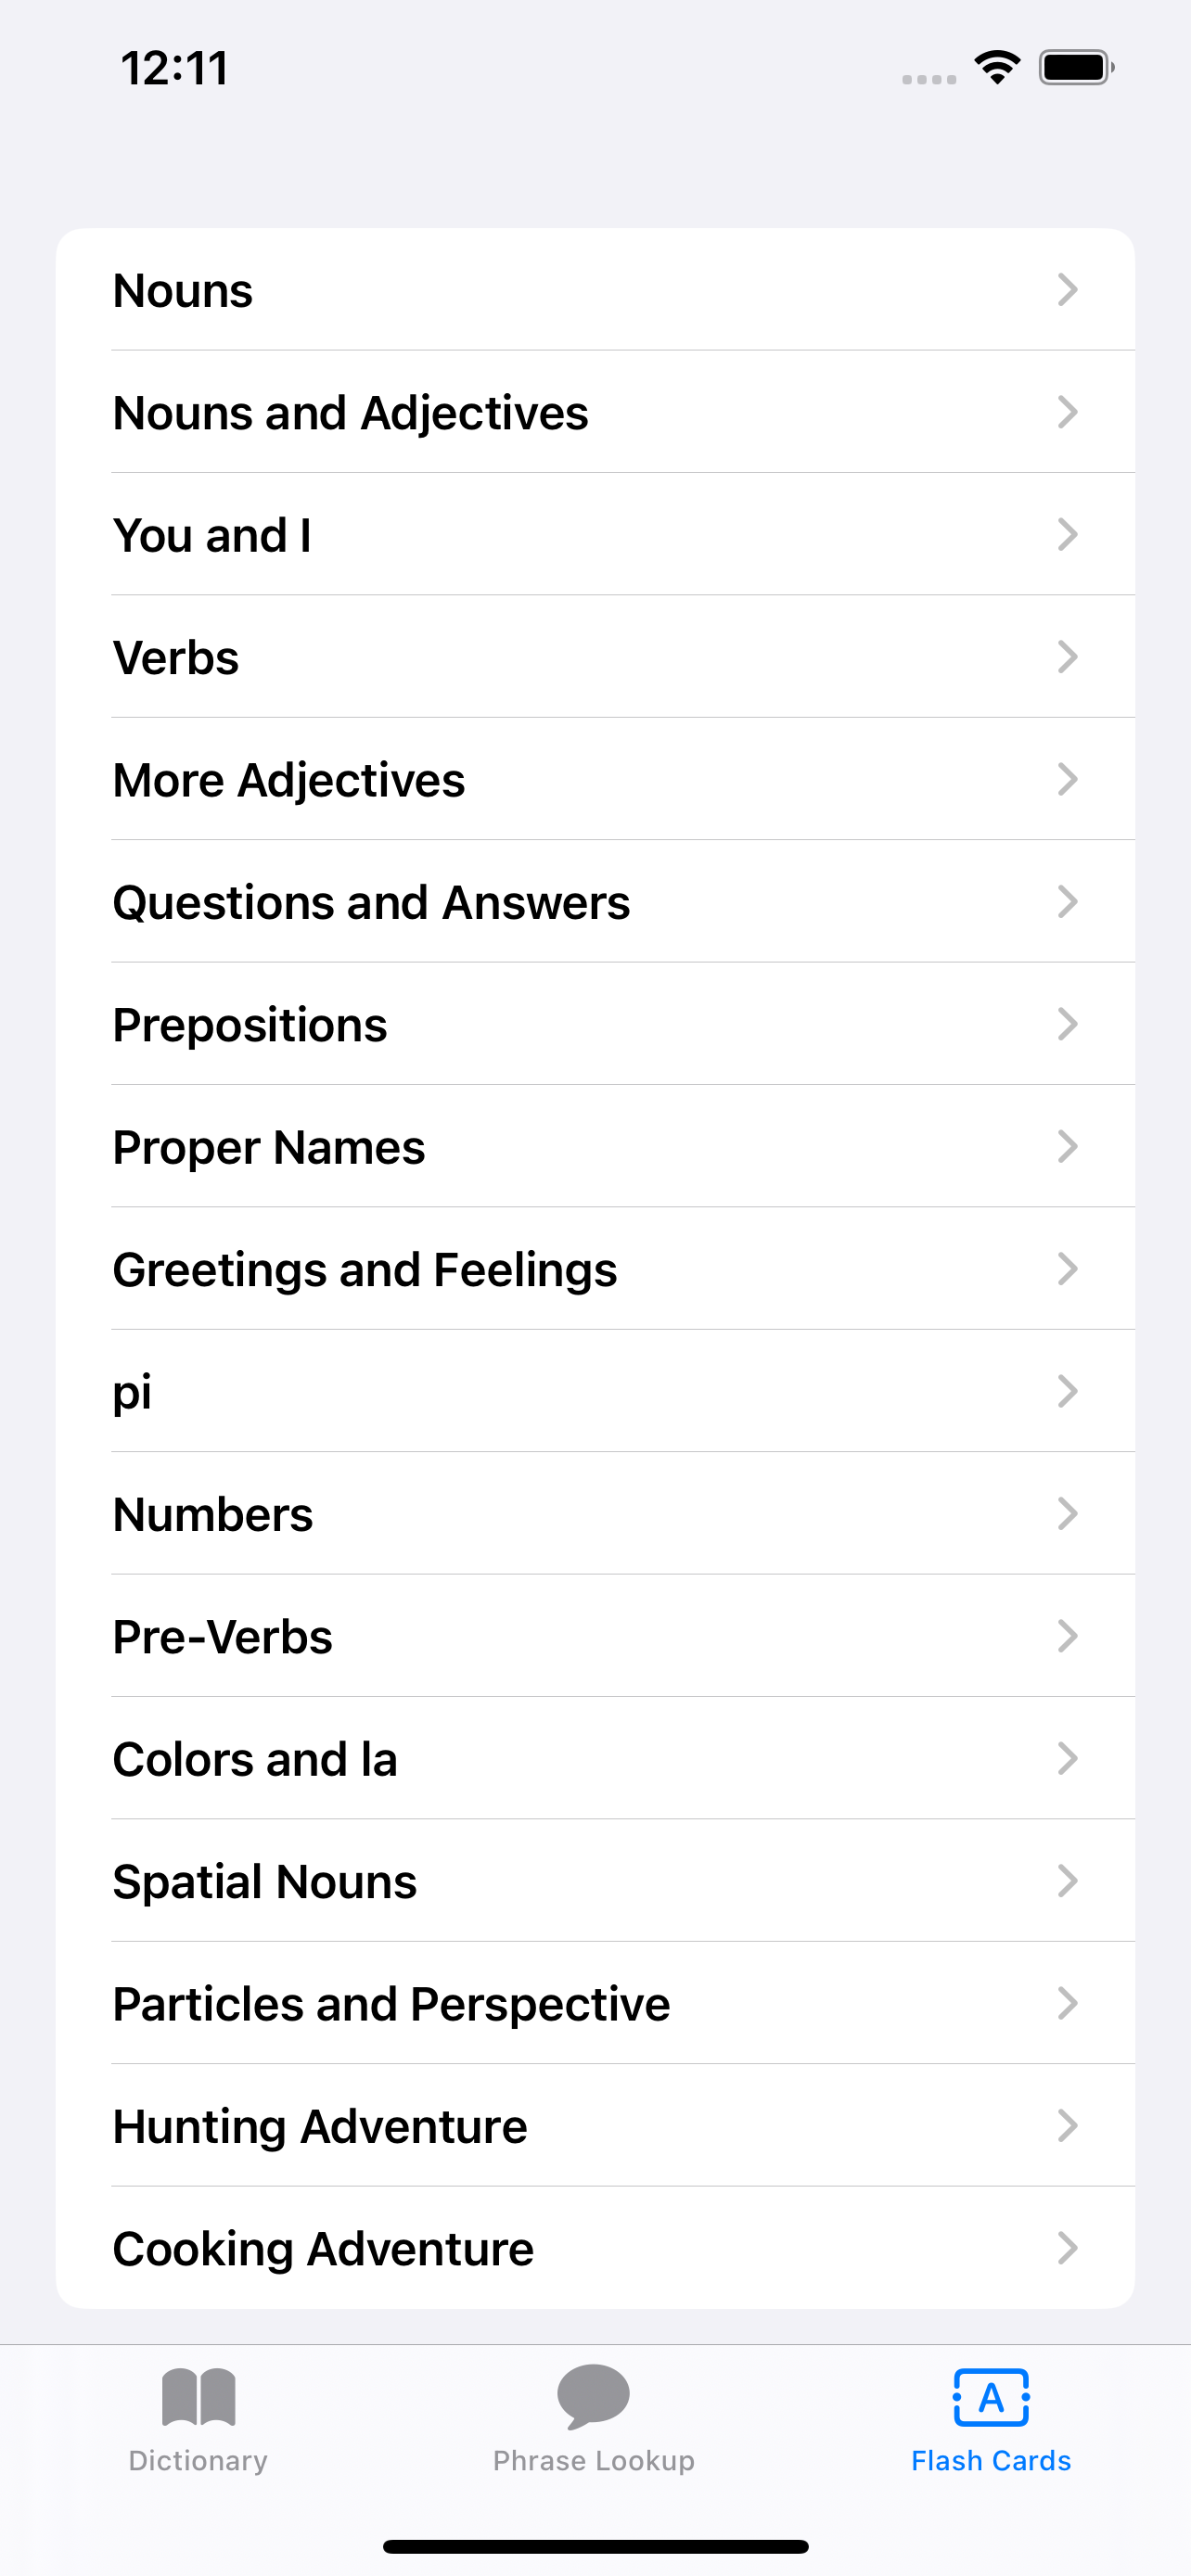 12:11
Nouns
Nouns and Adjectives
You and I
Verbs
More Adjectives
Questions and Answers
Prepositions
Proper Names
Greetings and Feelings
pi
Numbers
Pre-Verbs
Colors and la
Spatial Nouns
Particles and Perspective
Hunting Adventure
Cooking Adventure
A
Dictionary
Phrase Lookup
Flash Cards